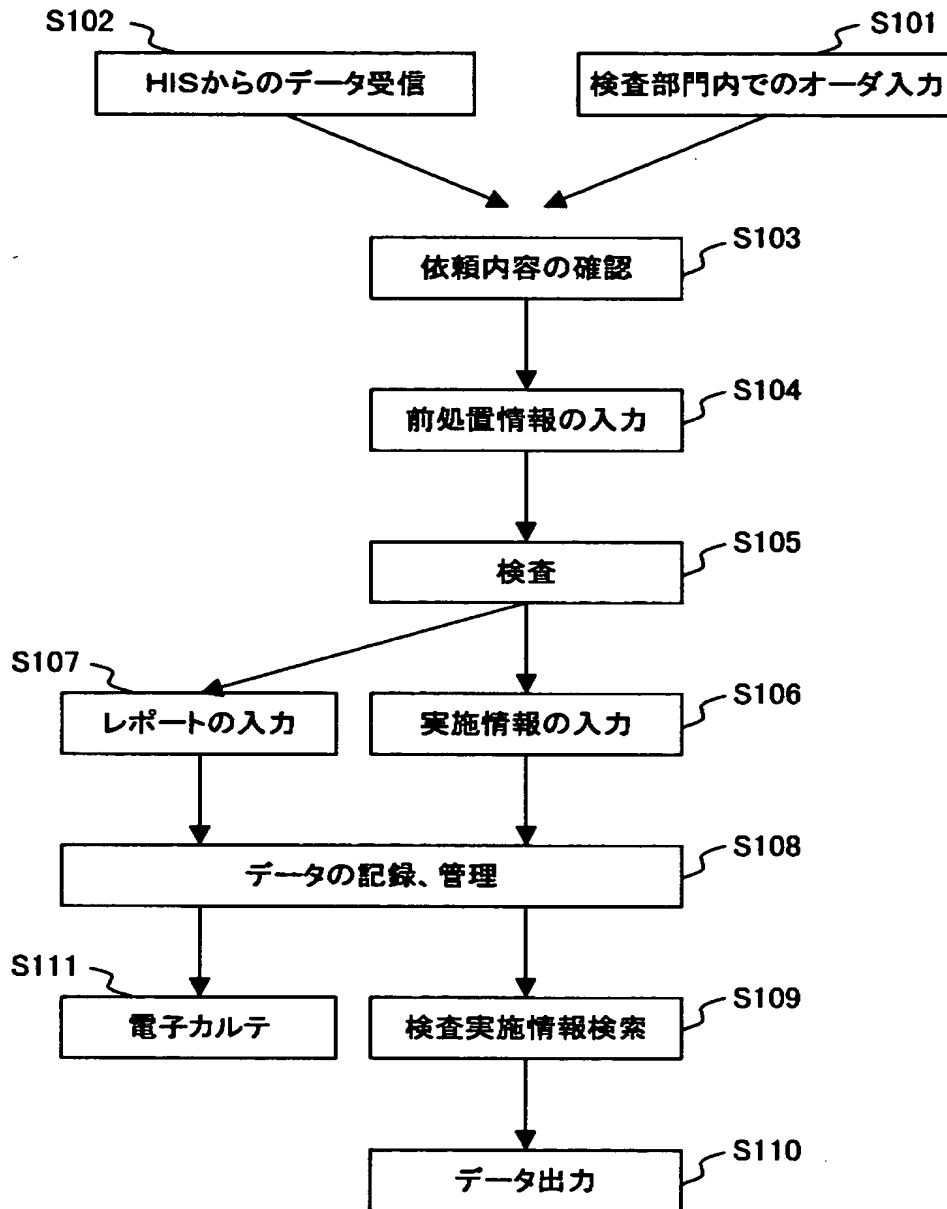 S102
S101
HISからのデータ受信
検査部門内でのオーダ入力
S103
依頼内容の確認
S104
前処置情報の入力
S105
検査
S107
S106
レポートの入力
実施情報の入力
S108
データの記録、管理
S111
S109
電子カルテ
検査実施情報検索
S110
データ出力